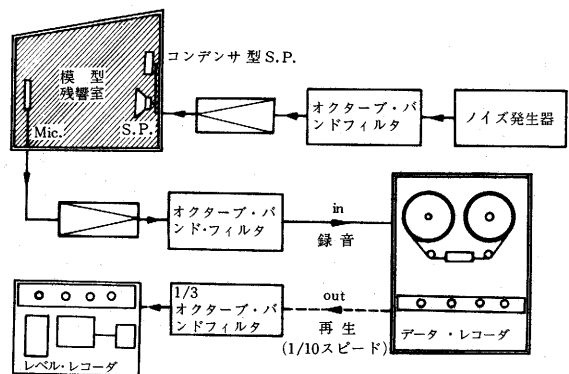 コンデンサ型S.P.
模型
残響室
Mic.
S.P.
オクターブ・バ
ンドフィルタ
ノイズ発生器
オクターブ・バ
ンド・フィルタ
in
録音
1/3
オクターブ・バ
ンドフィルタ
out
再生
(1/10スピード)
データ・レコーダ
レベル・レコーダ